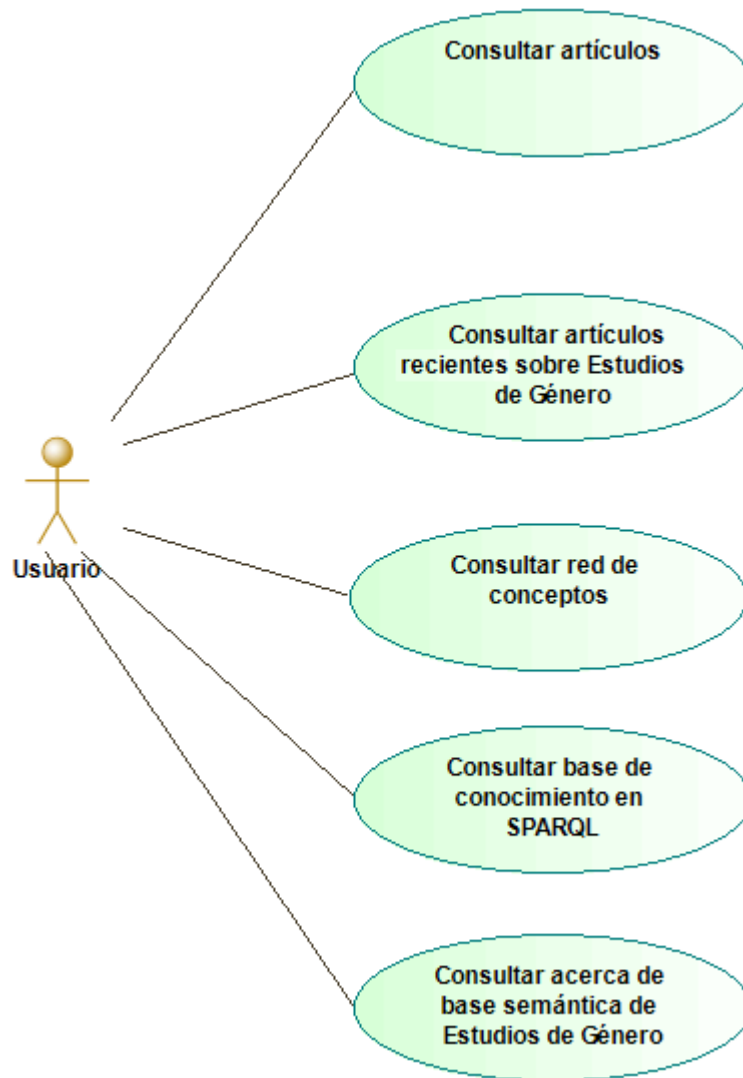 Consultar artículos
Consultar artículos
recientes sobre Estudios
de Género
Usuario
Consultar red de
conceptos
Consultar base de
conocimiento en
SPARQL
Consultar acerca de
base semántica de
Estudios de Género